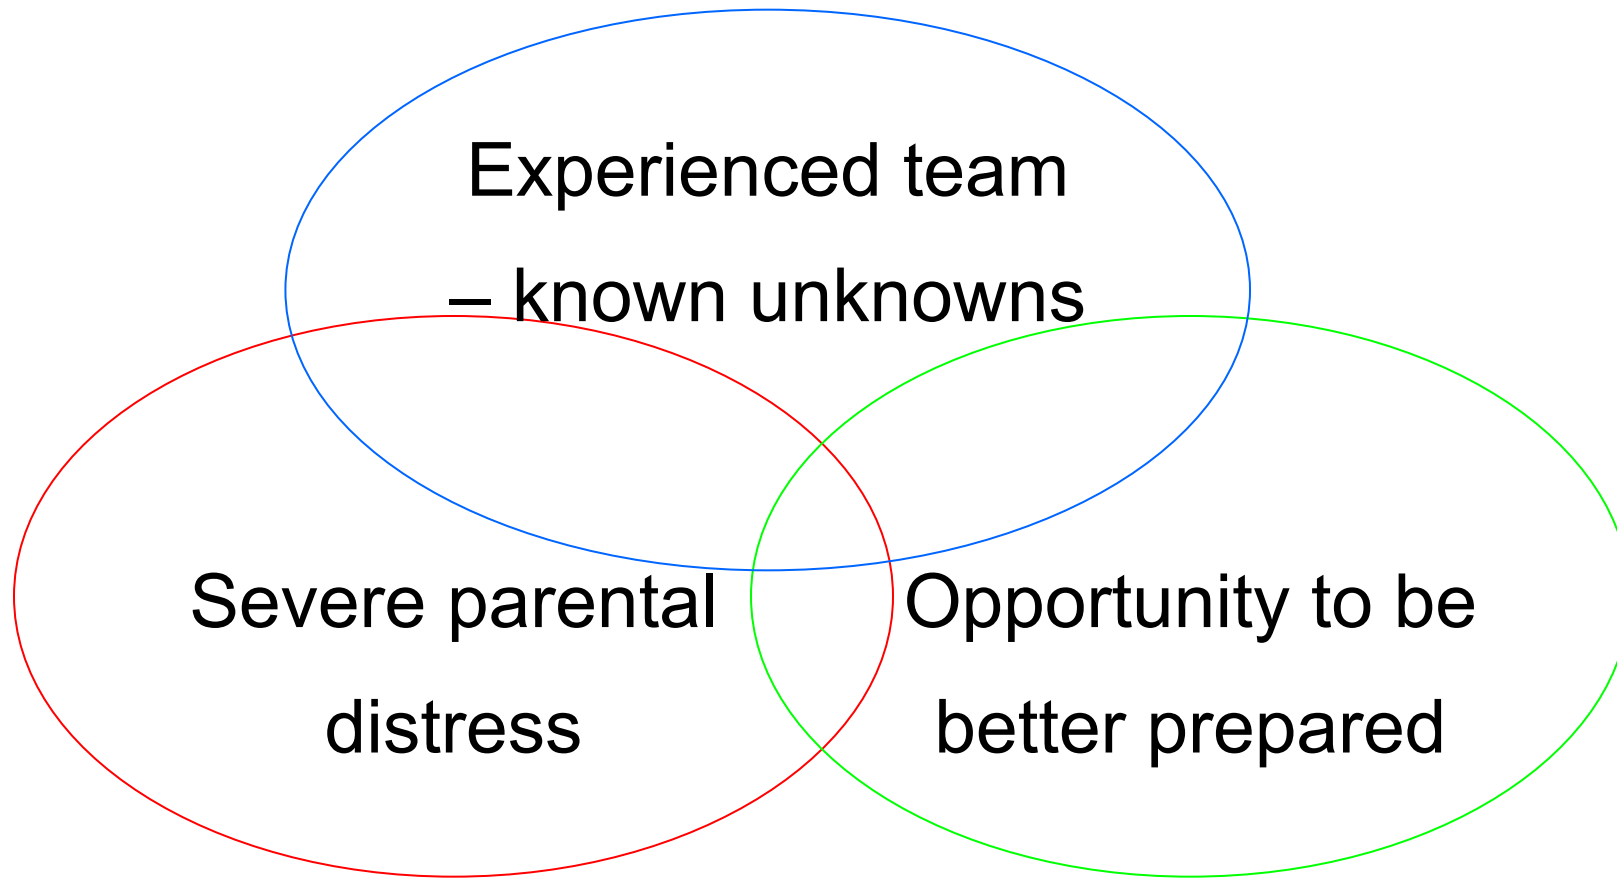 Experienced team
– known unknowns
Severe parental
distress
Opportunity to be
better prepared